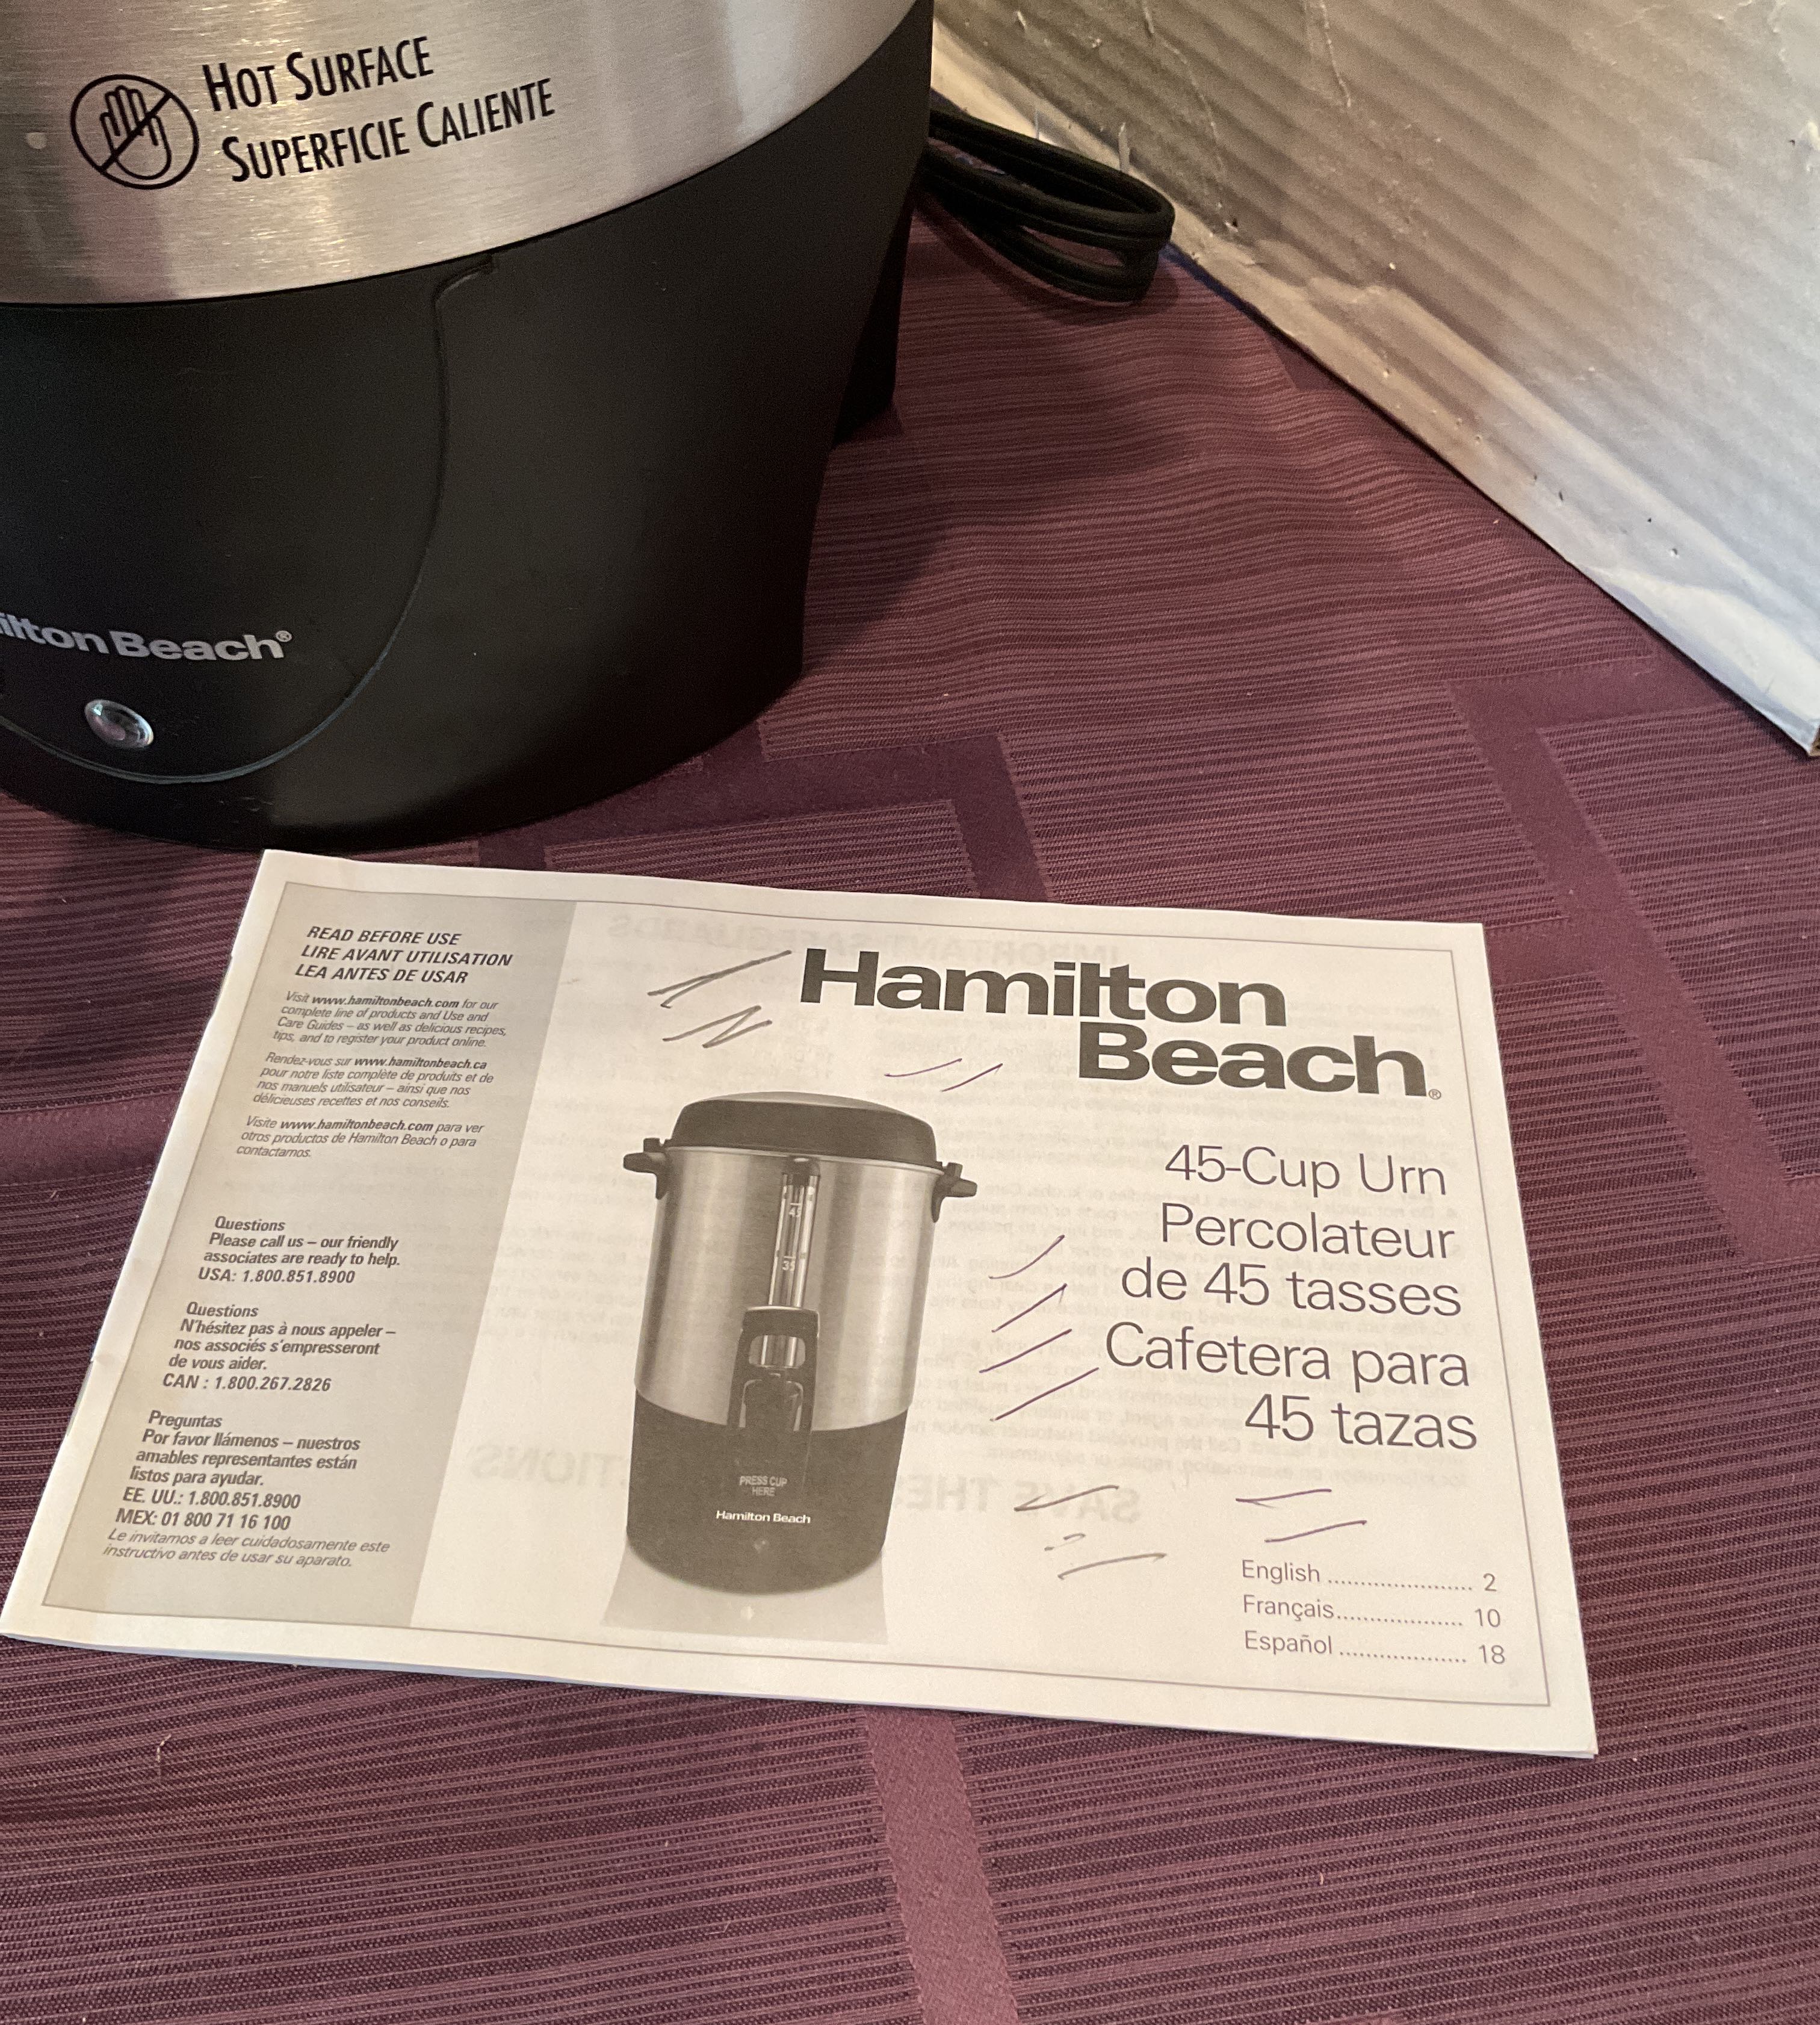 HOT SURFACE
SUPERFICIE CALIENTE
ilton Beach®
READ BEFORE USE
LIRE AVANT UTILISATION
LEA ANTES DE USAR
Visit www.hamiltonbeach.com for our
complete line of products and Use and
Care Guides – as well as delicious recipes,
tips, and to register your product online.
Rendez-vous sur www.hamiltonbeach.ca
pour notre liste complète de produits et de
nos manuels utilisateur – ainsi que nos
délicieuses recettes et nos conseils.
Visite www.hamiltonbeach.com para ver
otros productos de Hamilton Beach o para
contactarnos.
Questions
Please call us – our friendly
associates are ready to help.
USA: 1.800.851.8900
Questions
N'hésitez pas à nous appeler –
nos associés s'empresseront
de vous aider.
CAN : 1.800.267.2826
Preguntas
Por favor llámenos – nuestros
amables representantes están
listos para ayudar.
EE. UU.: 1.800.851.8900
MEX: 01 800 71 16 100
Le invitamos a leer cuidadosamente este
instructivo antes de usar su aparato.
Hamilton
Beach®
45-Cup Urn
Percolateur
de 45 tasses
Cafetera para
45 tazas
45
35
PRESS CUP
HERE
Hamilton Beach
SAVE THES
English ...................... 2
Français................... 10
Español ................... 18